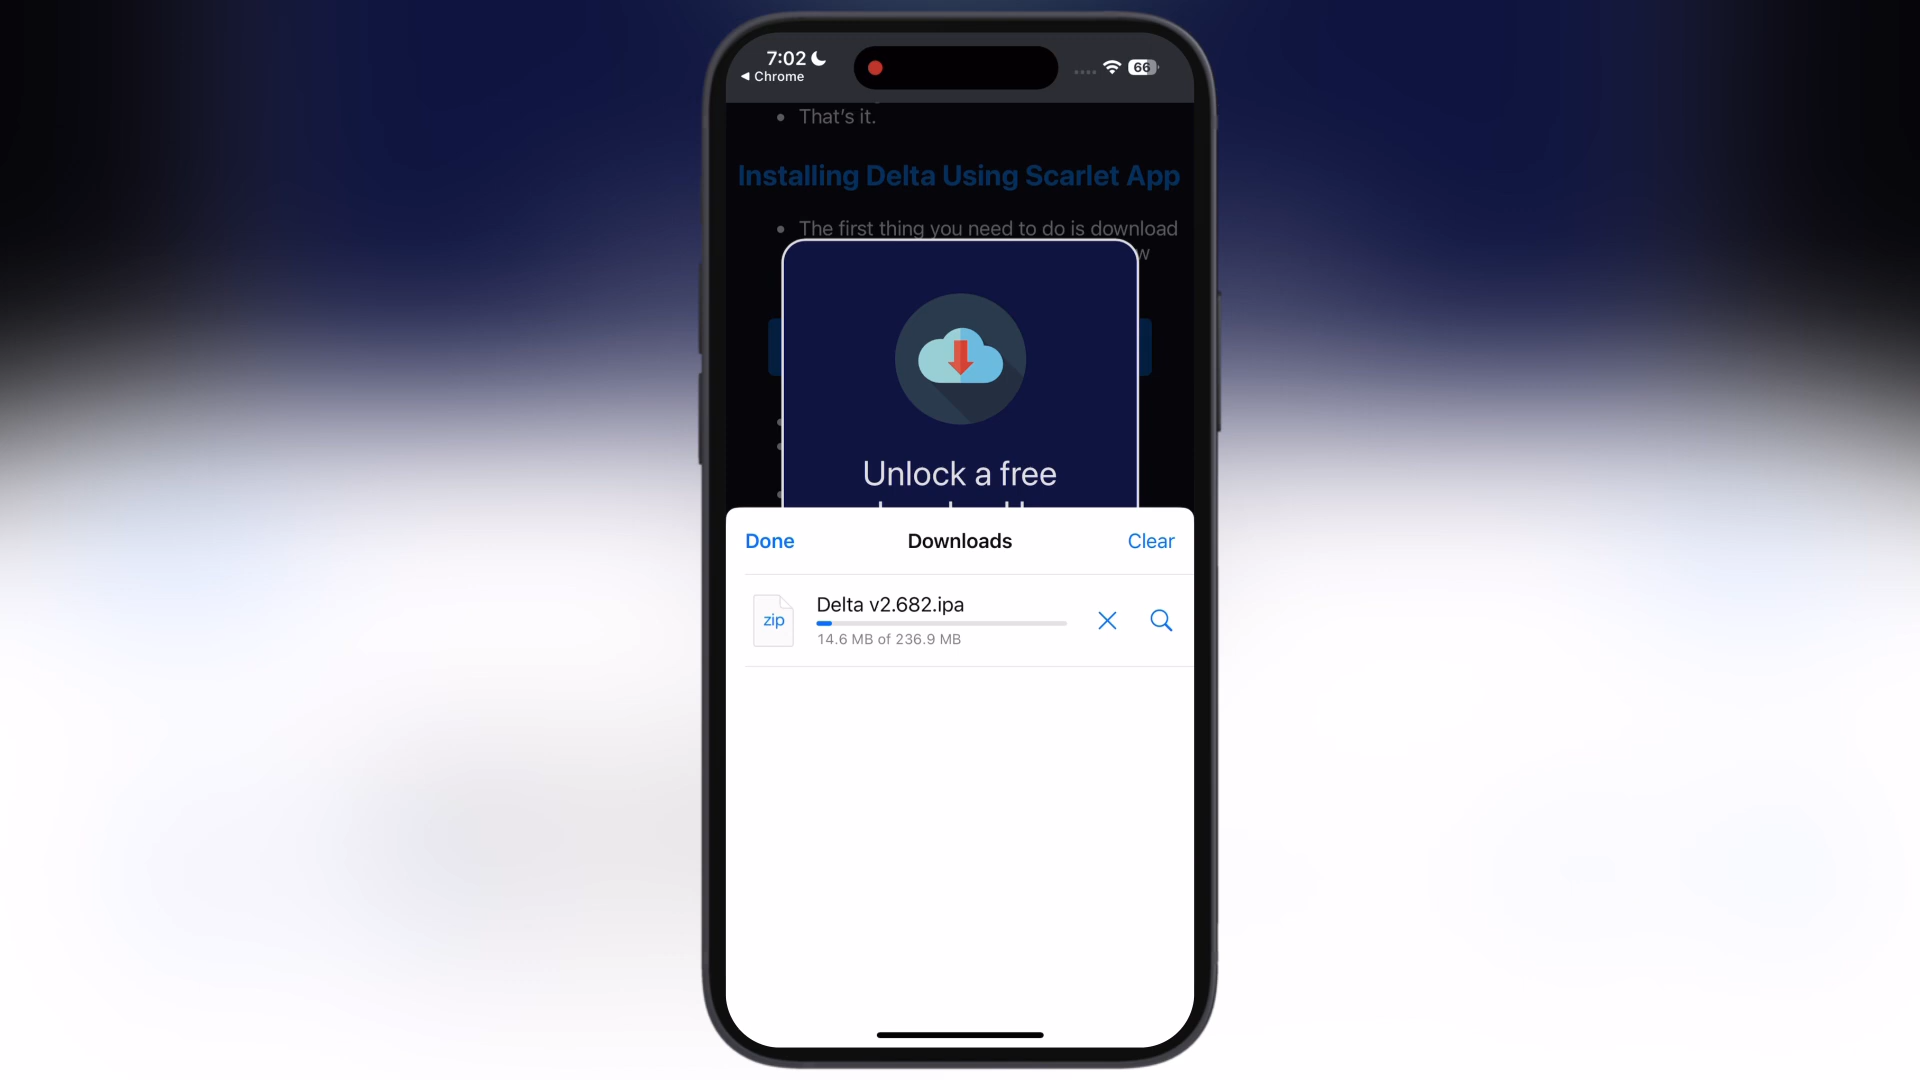 7:02
◀ Chrome
66
That's it.
Installing Delta Using Scarlet App
The first thing you need to do is download
w
Unlock a free
Done
Downloads
Clear
zip
Delta v2.682.ipa
14.6 MB of 236.9 MB